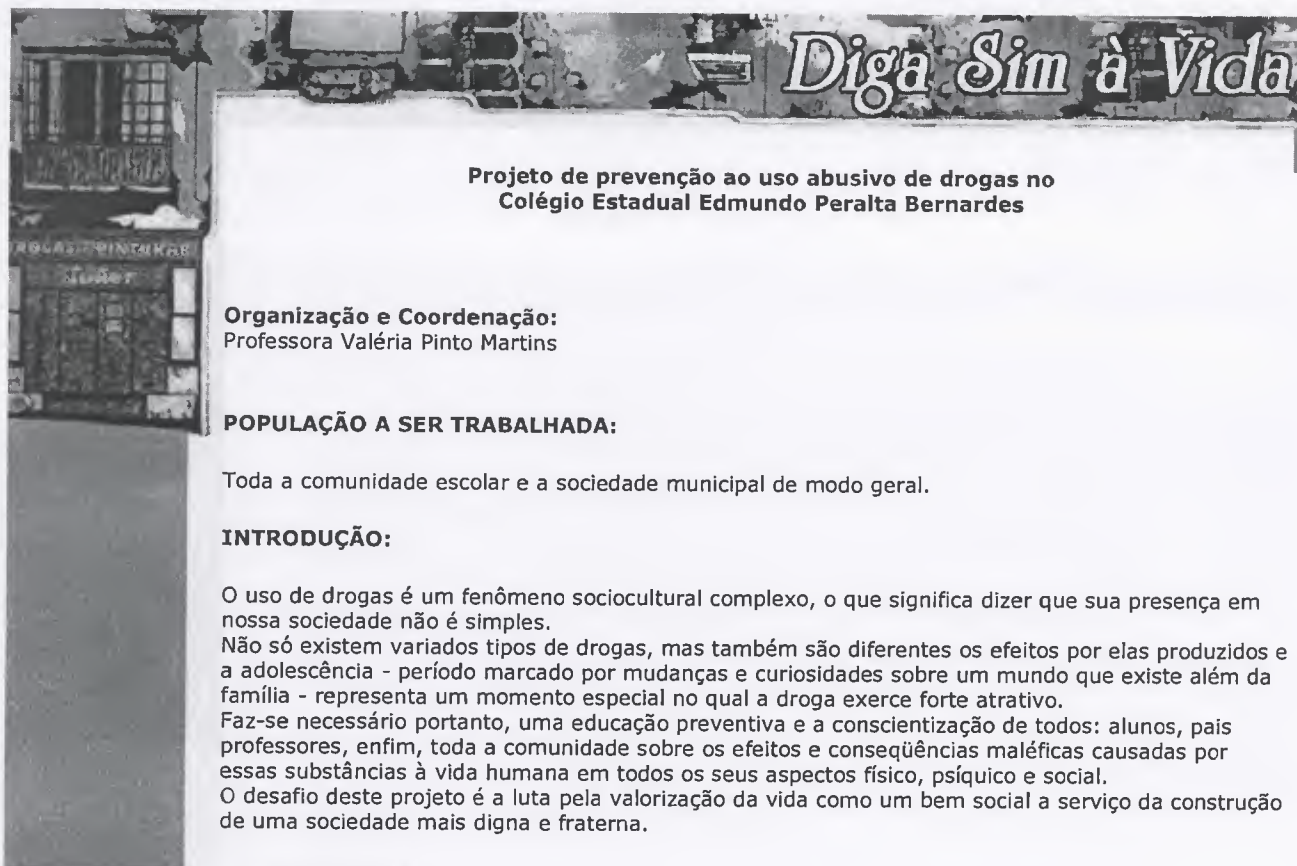 Diga Sim à Vida
Projeto de prevenção ao uso abusivo de drogas no
Colégio Estadual Edmundo Peralta Bernardes
Organização e Coordenação:
Professora Valéria Pinto Martins
POPULAÇÃO A SER TRABALHADA:
Toda a comunidade escolar e a sociedade municipal de modo geral.
INTRODUÇÃO:
O uso de drogas é um fenômeno sociocultural complexo, o que significa dizer que sua presença em
nossa sociedade não é simples.
Não só existem variados tipos de drogas, mas também são diferentes os efeitos por elas produzidos e
a adolescência - período marcado por mudanças e curiosidades sobre um mundo que existe além da
família - representa um momento especial no qual a droga exerce forte atrativo.
Faz-se necessário portanto, uma educação preventiva e a conscientização de todos: alunos, pais
professores, enfim, toda a comunidade sobre os efeitos e conseqüências maléficas causadas por
essas substâncias à vida humana em todos os seus aspectos físico, psíquico e social.
O desafio deste projeto é a luta pela valorização da vida como um bem social a serviço da construção
de uma sociedade mais digna e fraterna.